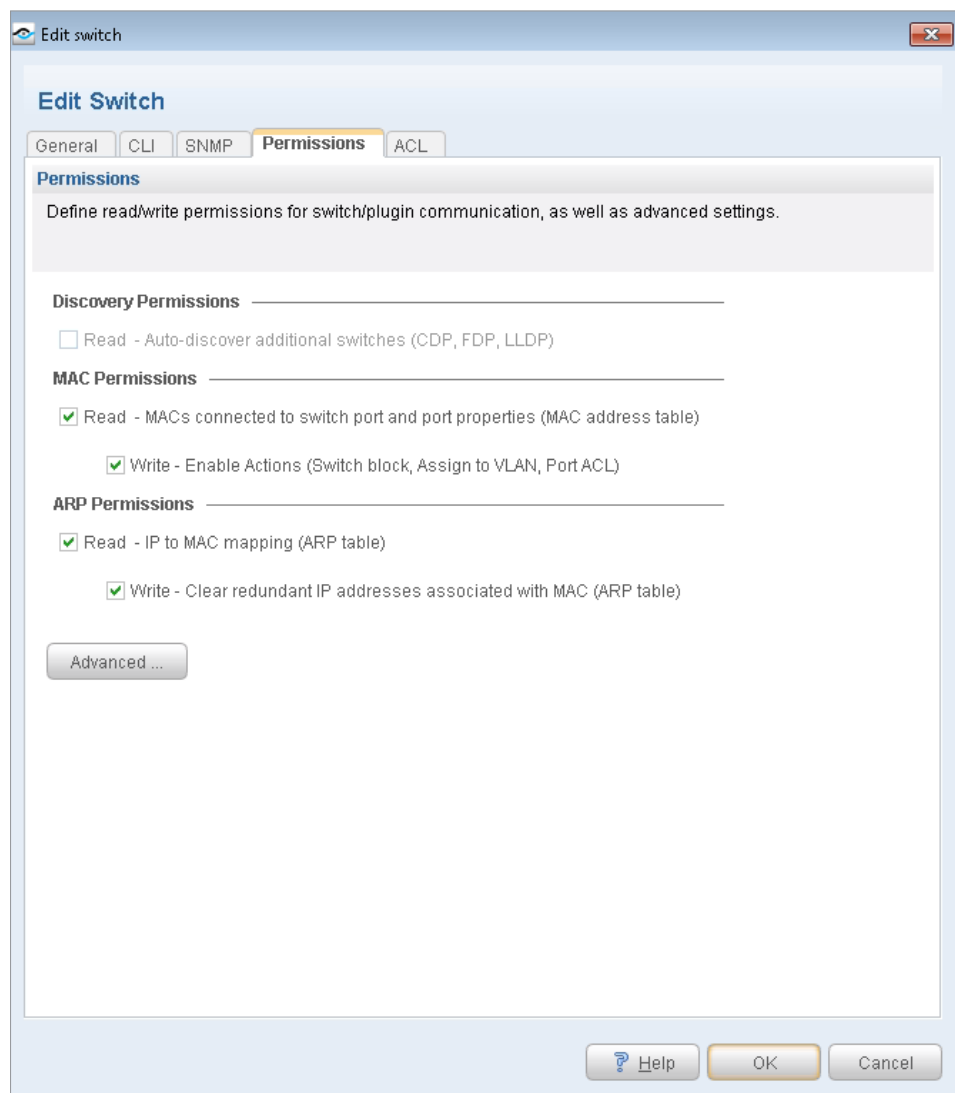 Edit switch
Edit Switch
General CLI SNMP Permissions ACL
Permissions
Define read/write permissions for switch/plugin communication, as well as advanced settings.
Discovery Permissions
Read - Auto-discover additional switches (CDP, FDP, LLDP)
MAC Permissions
Read - MACs connected to switch port and port properties (MAC address table)
Write - Enable Actions (Switch block, Assign to VLAN, Port ACL)
ARP Permissions
Read - IP to MAC mapping (ARP table)
Write - Clear redundant IP addresses associated with MAC (ARP table)
Advanced ...
? Help OK Cancel